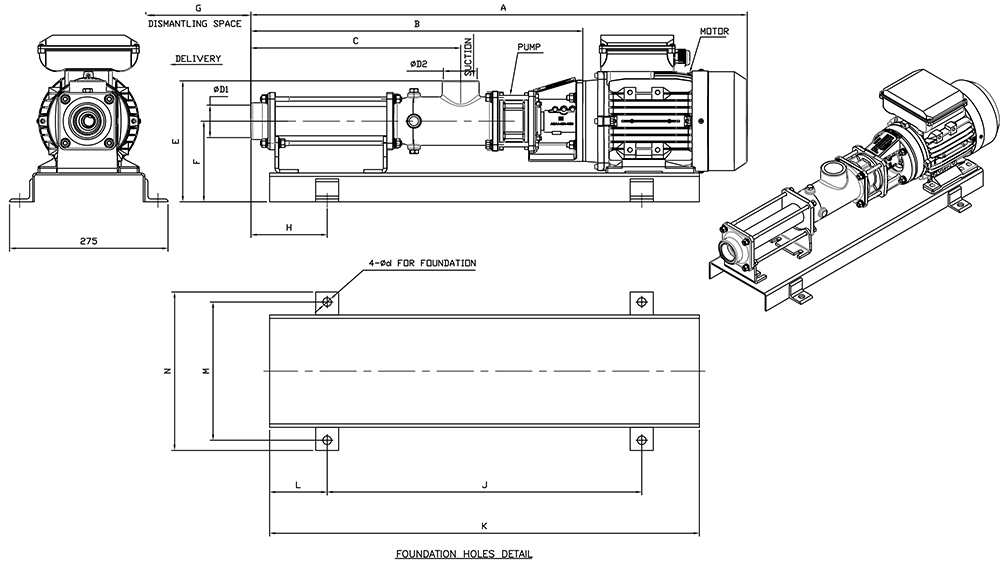 G
A
DISMANTLING SPACE
B
C
DELIVERY
ØD2
SUCTION
PUMP
MOTOR
ØD1
E
F
H
275
4-Ød FOR FOUNDATION
N
M
L
J
K
FOUNDATION HOLES DETAIL